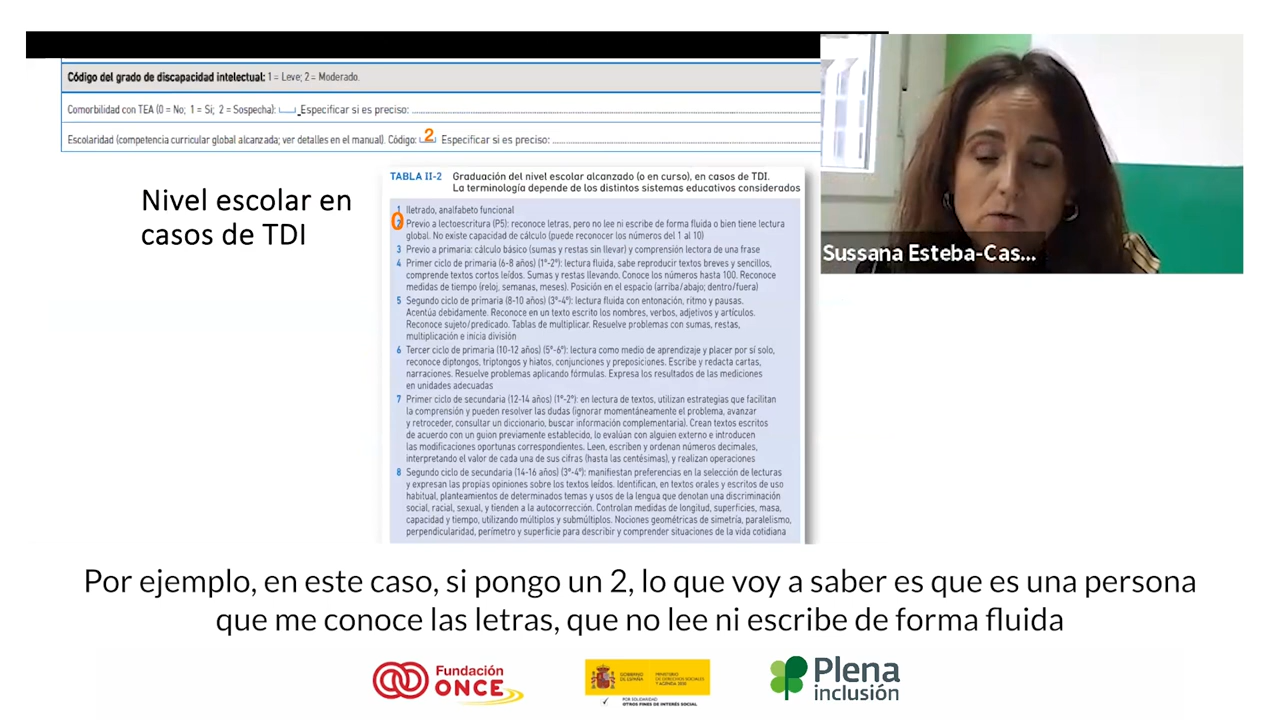 Código del grado de discapacidad intelectual: 1 = Leve; 2 = Moderado.
Comorbilidad con TEA (0 = No; 1 = Sí; 2 = Sospecha): Especificar si es preciso:
Escolaridad (competencia curricular global alcanzada; ver detalles en el manual). Código: 2 Especificar si es preciso:
Nivel escolar en
casos de TDI
TABLA II-2 Graduación del nivel escolar alcanzado (o en curso), en casos de TDI.
La terminología depende de los distintos sistemas educativos considerados
1 Iletrado, analfabeto funcional
2 Previo a lectoescritura (P5): reconoce letras, pero no lee ni escribe de forma fluida o bien tiene lectura
global. No existe capacidad de cálculo (puede reconocer los números del 1 al 10)
3 Previo a primaria: cálculo básico (sumas y restas sin llevar) y comprensión lectora de una frase
4 Primer ciclo de primaria (6-8 años) (1º-2º): lectura fluida, sabe reproducir textos breves y sencillos,
comprende textos cortos leídos. Sumas y restas llevando. Conoce los números hasta 100. Reconoce
medidas de tiempo (reloj, semanas, meses). Posición en el espacio (arriba/abajo; dentro/fuera)
5 Segundo ciclo de primaria (8-10 años) (3º-4º): lectura fluida con entonación, ritmo y pausas.
Acentúa debidamente. Reconoce en un texto escrito los nombres, verbos, adjetivos y artículos.
Reconoce sujeto/predicado. Tablas de multiplicar. Resuelve problemas con sumas, restas,
multiplicación e inicia división
6 Tercer ciclo de primaria (10-12 años) (5º-6º): lectura como medio de aprendizaje y placer por sí solo,
reconoce diptongos, triptongos y hiatos, conjunciones y preposiciones. Escribe y redacta cartas,
narraciones. Resuelve problemas aplicando fórmulas. Expresa los resultados de las mediciones
en unidades adecuadas
7 Primer ciclo de secundaria (12-14 años) (1º-2º): en lectura de textos, utilizan estrategias que facilitan
la comprensión y pueden resolver las dudas (ignorar momentáneamente el problema, avanzar
y retroceder, consultar un diccionario, buscar información complementaria). Crean textos escritos
de acuerdo con un guion previamente establecido, lo evalúan con alguien externo e introducen
las modificaciones oportunas correspondientes. Leen, escriben y ordenan números decimales,
interpretando el valor de cada una de sus cifras (hasta las centésimas), y realizan operaciones
8 Segundo ciclo de secundaria (14-16 años) (3º-4º): manifiestan preferencias en la selección de lecturas
y expresan las propias opiniones sobre los textos leídos. Identifican, en textos orales y escritos de uso
habitual, planteamientos de determinados temas y usos de la lengua que denotan una discriminación
social, racial, sexual, y tienden a la autocorrección. Controlan medidas de longitud, superficies, masa,
capacidad y tiempo, utilizando múltiplos y submúltiplos. Nociones geométricas de simetría, paralelismo,
perpendicularidad, perímetro y superficie para describir y comprender situaciones de la vida cotidiana
Sussana Esteba-Cas...
Por ejemplo, en este caso, si pongo un 2, lo que voy a saber es que es una persona
que me conoce las letras, que no lee ni escribe de forma fluida
Fundación
ONCE
GOBIERNO
DE ESPAÑA
MINISTERIO
DE DERECHOS SOCIALES
Y AGENDA 2030
POR SOLIDARIDAD
OTROS FINES DE INTERÉS SOCIAL
Plena
inclusión